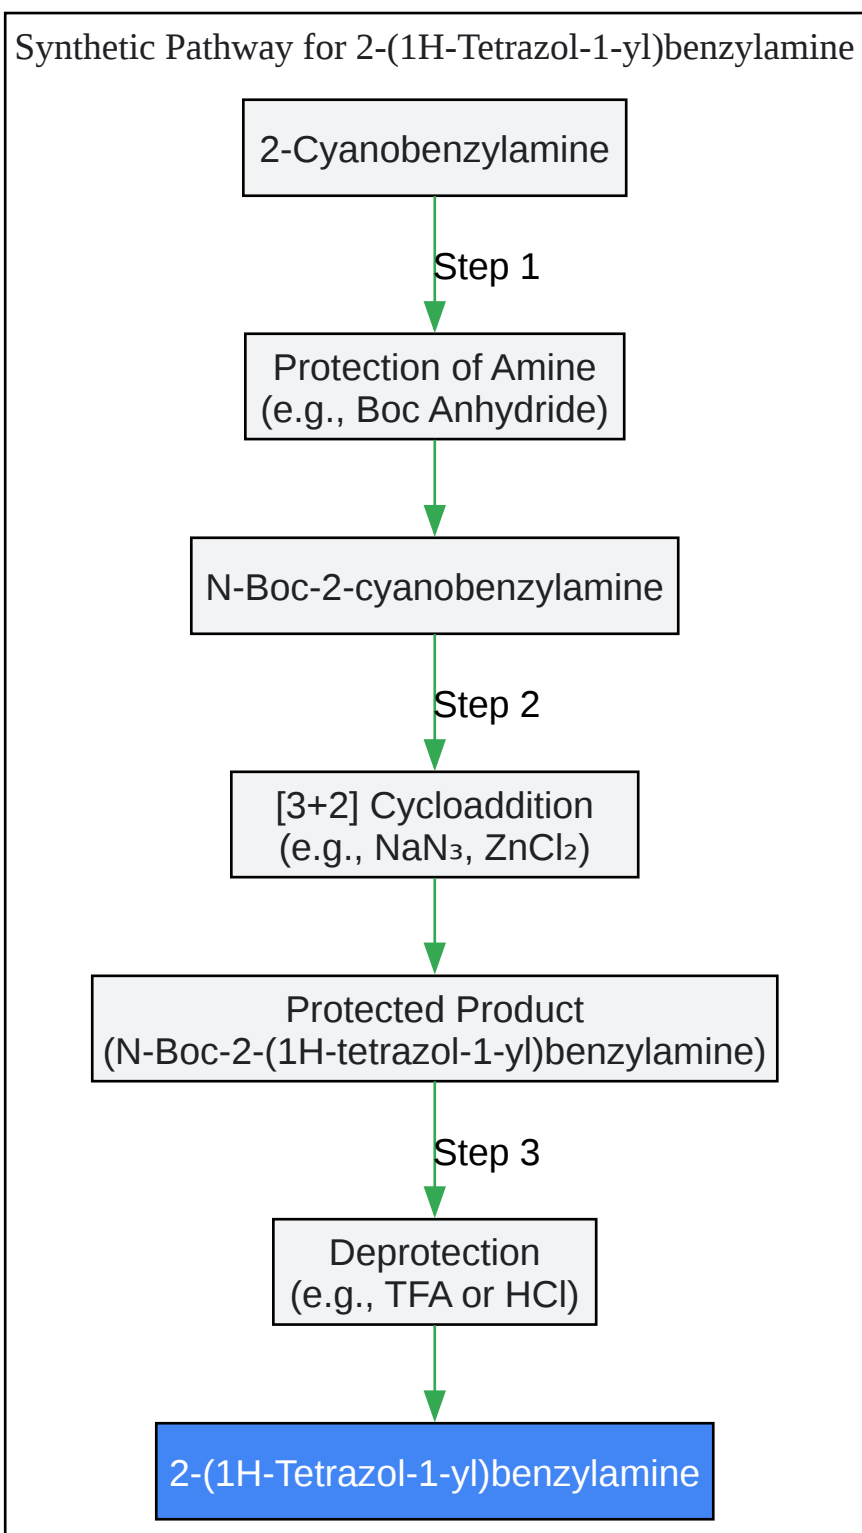 Synthetic Pathway for 2-(1H-Tetrazol-1-yl)benzylamine
2-Cyanobenzylamine
Step 1
Protection of Amine
(e.g., Boc Anhydride)
N-Boc-2-cyanobenzylamine
Step 2
[3+2] Cycloaddition
(e.g., NaN₃, ZnCl₂)
Protected Product
(N-Boc-2-(1H-tetrazol-1-yl)benzylamine)
Step 3
Deprotection
(e.g., TFA or HCl)
2-(1H-Tetrazol-1-yl)benzylamine